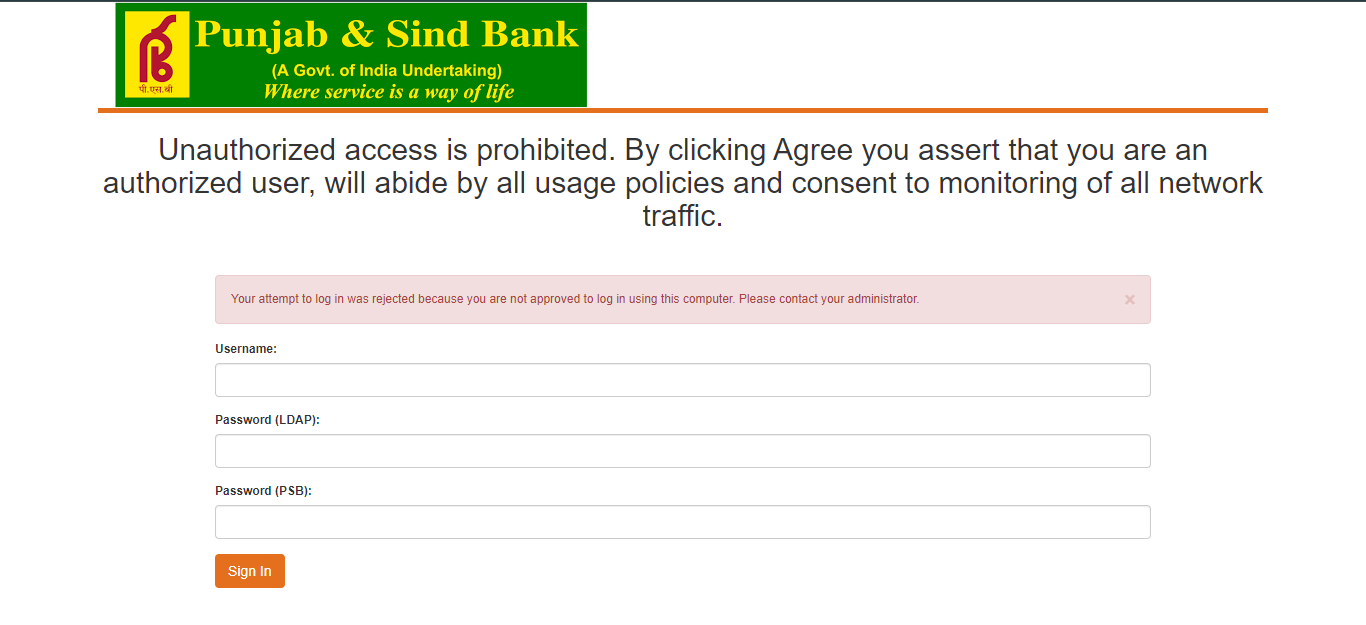 Punjab & Sind Bank
(A Govt. of India Undertaking)
पी.एस.बी
Where service is a way of life
Unauthorized access is prohibited. By clicking Agree you assert that you are an
authorized user, will abide by all usage policies and consent to monitoring of all network
traffic.
Your attempt to log in was rejected because you are not approved to log in using this computer. Please contact your administrator. ×
Username:
Password (LDAP):
Password (PSB):
Sign In